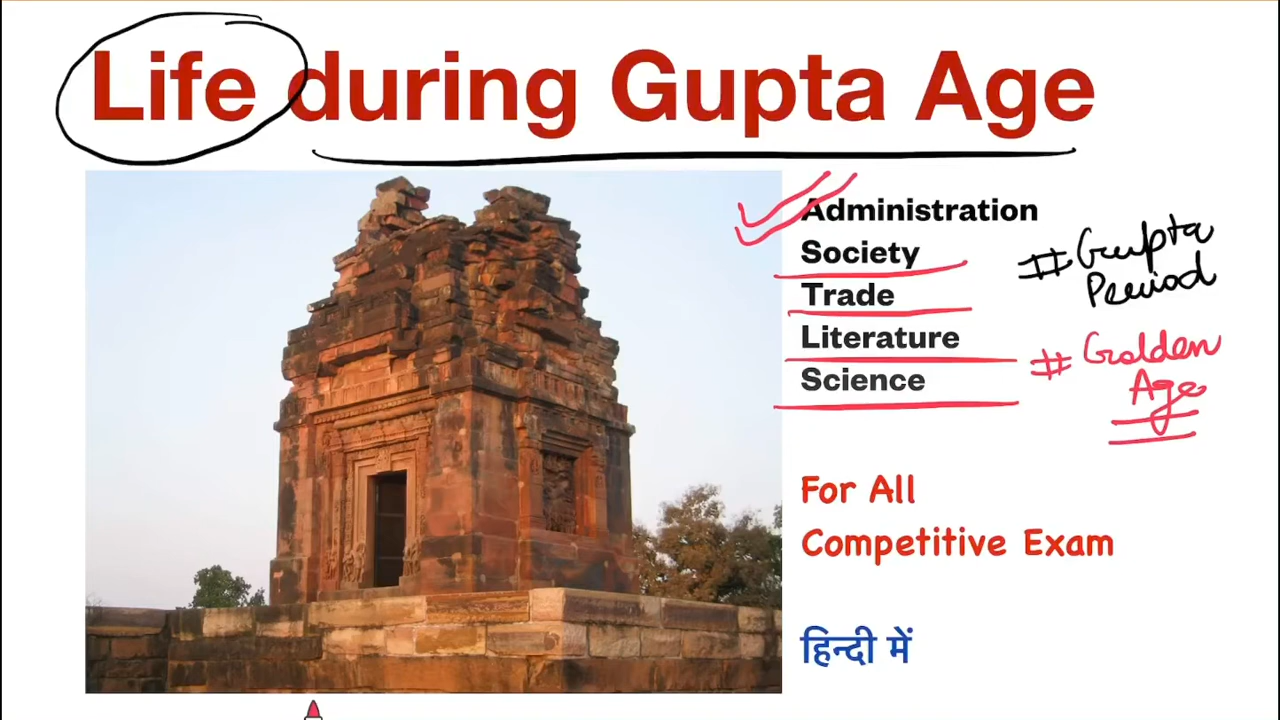 Life during Gupta Age
Administration
Society
Trade
Literature
Science
# Gupta
Period
# Golden
Age
For All
Competitive Exam
हिन्दी में